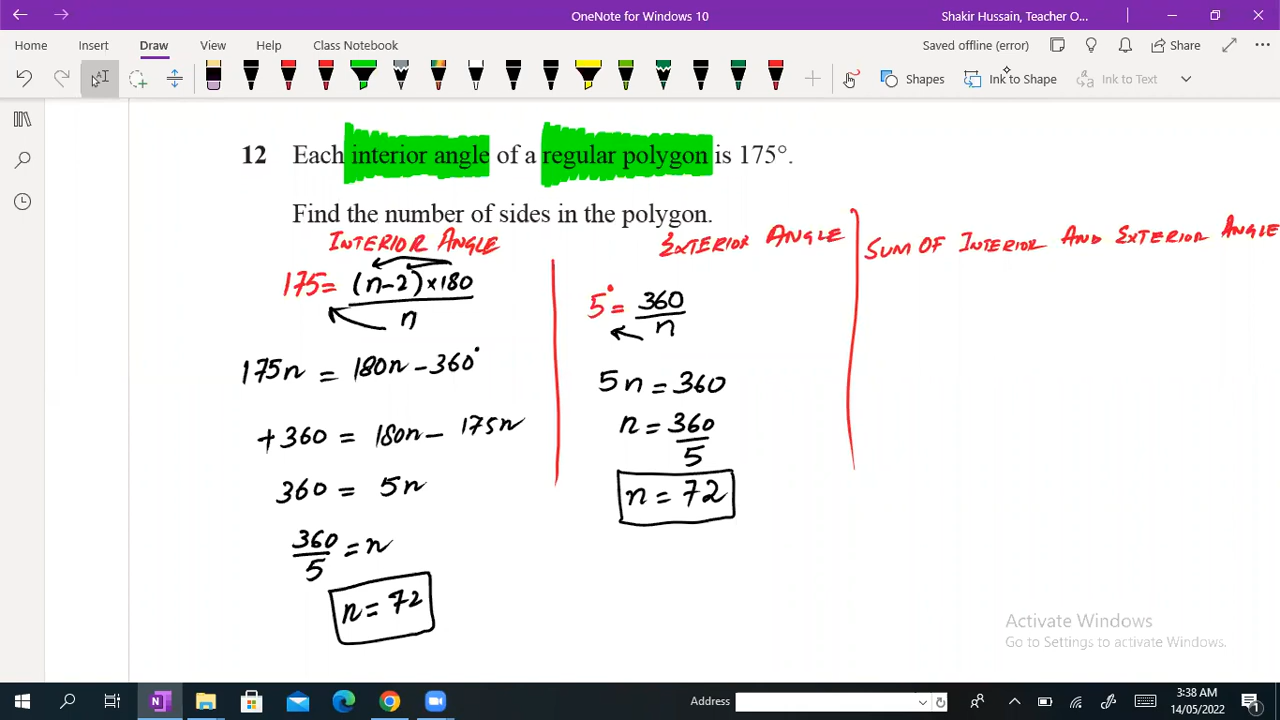 OneNote for Windows 10
Shakir Hussain, Teacher O...
Home Insert Draw View Help Class Notebook
Saved offline (error) Share
Shapes Ink to Shape Ink to Text
12 Each interior angle of a regular polygon is 175°.
Find the number of sides in the polygon.
INTERIOR ANGLE
175 = (n-2)×180
n
175n = 180n - 360°
+360 = 180n - 175n
360 = 5n
360
5 = n
n = 72
EXTERIOR ANGLE
5° = 360
n
5n = 360
n = 360
5
n = 72
SUM OF INTERIOR AND EXTERIOR ANGLE
Activate Windows
Go to Settings to activate Windows.
Address
3:38 AM
14/05/2022
1